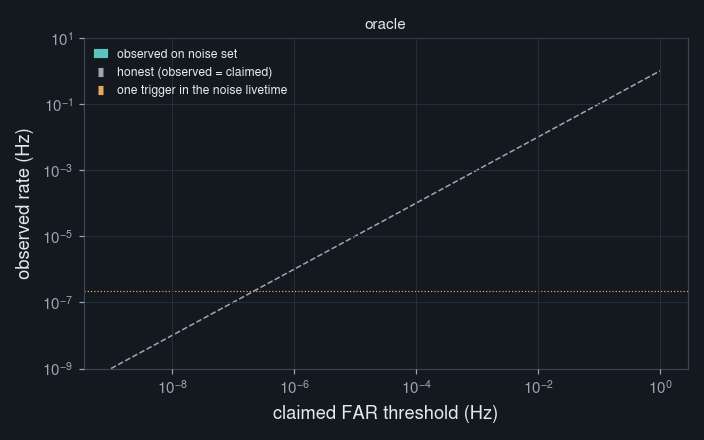 oracle
observed on noise set
honest (observed = claimed)
one trigger in the noise livetime
observed rate (Hz)
10¹
10⁻¹
10⁻³
10⁻⁵
10⁻⁷
10⁻⁹
10⁻⁸
10⁻⁶
10⁻⁴
10⁻²
10⁰
claimed FAR threshold (Hz)